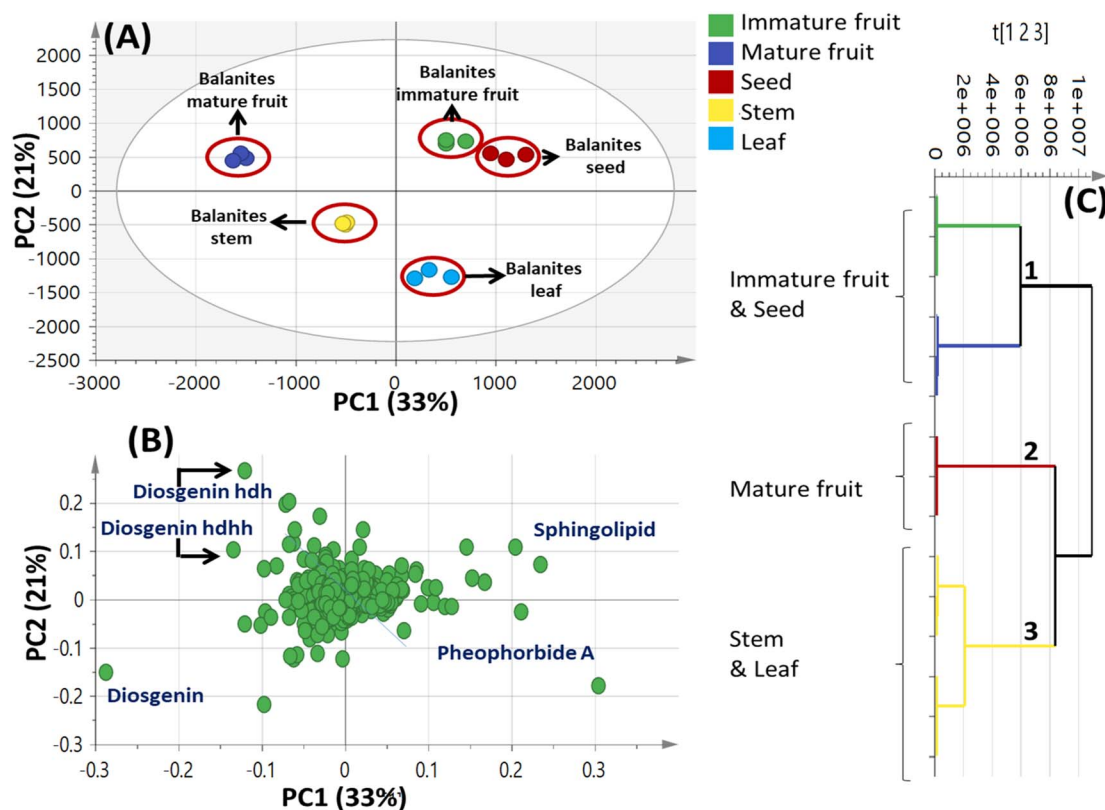 (A)
2500
2000
1500
1000
500
0
-500
-1000
-1500
-2000
-2500
PC2 (21%)
Balanites
mature fruit
Balanites
immature fruit
Balanites
seed
Balanites
stem
Balanites
leaf
-3000 -2000 -1000 0 1000 2000
PC1 (33%)
Immature fruit
Mature fruit
Seed
Stem
Leaf
(B)
0.2
0.1
0
-0.1
-0.2
-0.3
PC2 (21%)
Diosgenin hdh
Diosgenin hdhh
Sphingolipid
Pheophorbide A
Diosgenin
-0.3 -0.2 -0.1 0 0.1 0.2 0.3
PC1 (33%)
t[1 2 3]
0 2e+006 4e+006 6e+006 8e+006 1e+007
(C)
Immature fruit
& Seed
1
Mature fruit
2
Stem
& Leaf
3